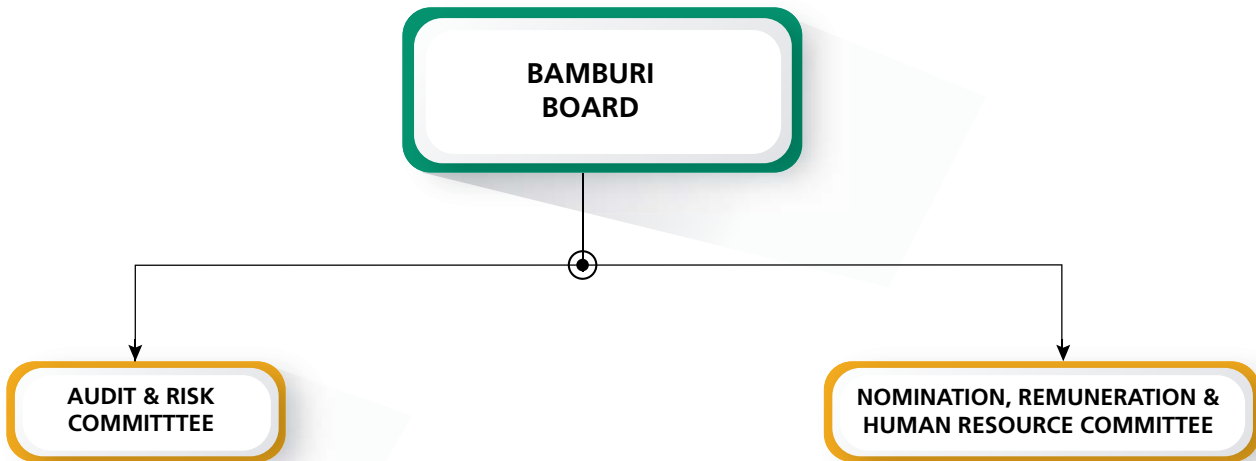 BAMBURI
BOARD
AUDIT & RISK
COMMITTTEE
NOMINATION, REMUNERATION &
HUMAN RESOURCE COMMITTEE